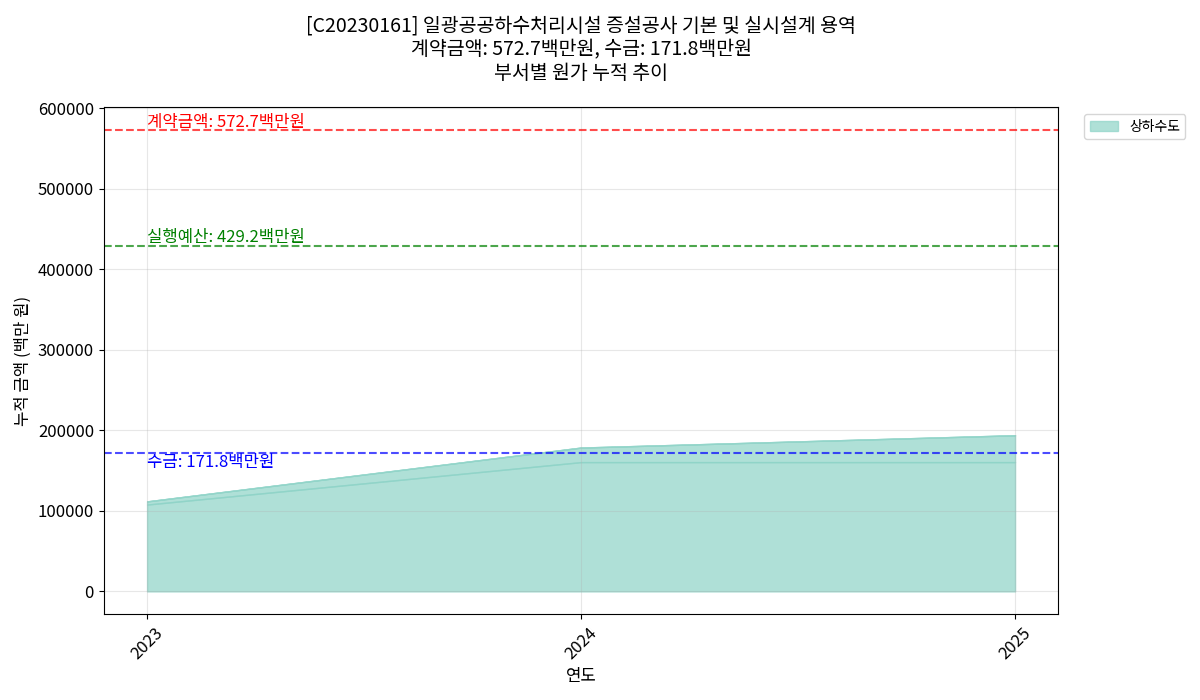 [C20230161] 일광공공하수처리시설 증설공사 기본 및 실시설계 용역
계약금액: 572.7백만원, 수금: 171.8백만원
부서별 원가 누적 추이
600000
500000
400000
300000
200000
100000
0
누적 금액 (백만 원)
계약금액: 572.7백만원
실행예산: 429.2백만원
수금: 171.8백만원
상하수도
2023
2024
2025
연도